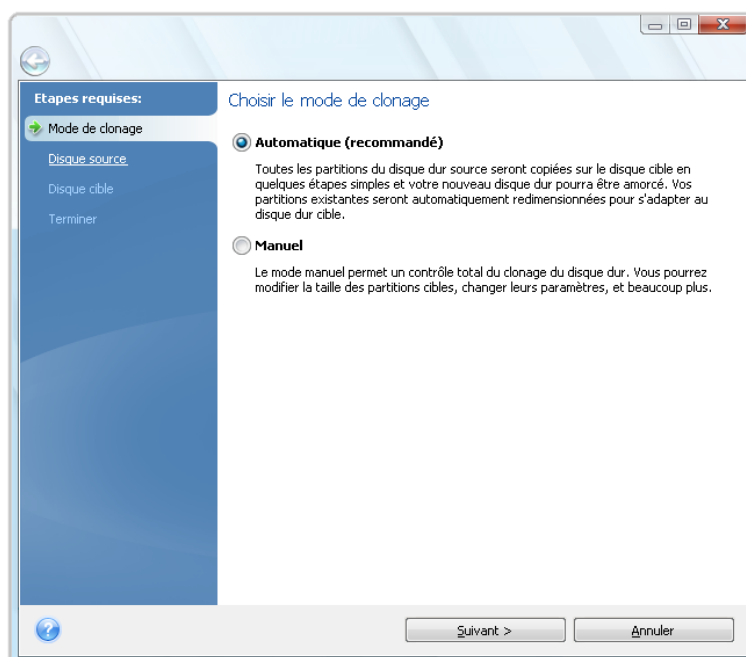 Etapes requises:
Mode de clonage
Disque source
Disque cible
Terminer
Choisir le mode de clonage
Automatique (recommandé)
Toutes les partitions du disque dur source seront copiées sur le disque cible en
quelques étapes simples et votre nouveau disque dur pourra être amorcé. Vos
partitions existantes seront automatiquement redimensionnées pour s'adapter au
disque dur cible.
Manuel
Le mode manuel permet un contrôle total du clonage du disque dur. Vous pourrez
modifier la taille des partitions cibles, changer leurs paramètres, et beaucoup plus.
Suivant >
Annuler